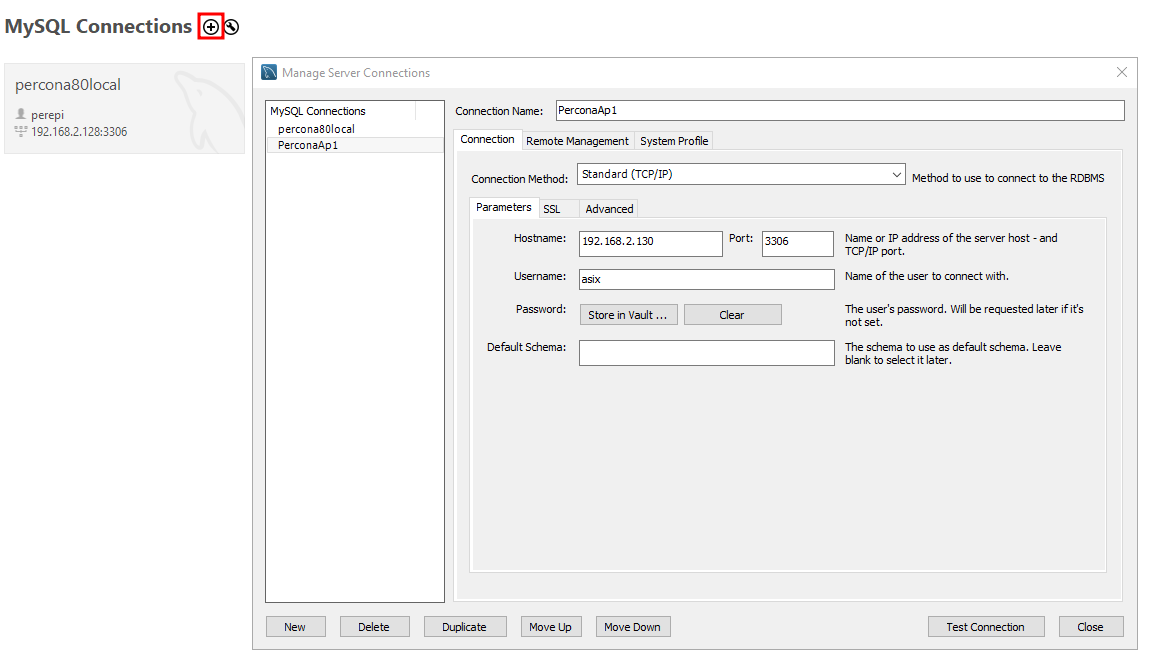 MySQL Connections
percona80local
perepi
192.168.2.128:3306
Manage Server Connections
MySQL Connections
percona80local
PerconaAp1
Connection Name: PerconaAp1
Connection Remote Management System Profile
Connection Method: Standard (TCP/IP) Method to use to connect to the RDBMS
Parameters SSL Advanced
Hostname: 192.168.2.130 Port: 3306 Name or IP address of the server host - and
TCP/IP port.
Username: asix Name of the user to connect with.
Password: Store in Vault ... Clear The user's password. Will be requested later if it's
not set.
Default Schema: The schema to use as default schema. Leave
blank to select it later.
New Delete Duplicate Move Up Move Down Test Connection Close